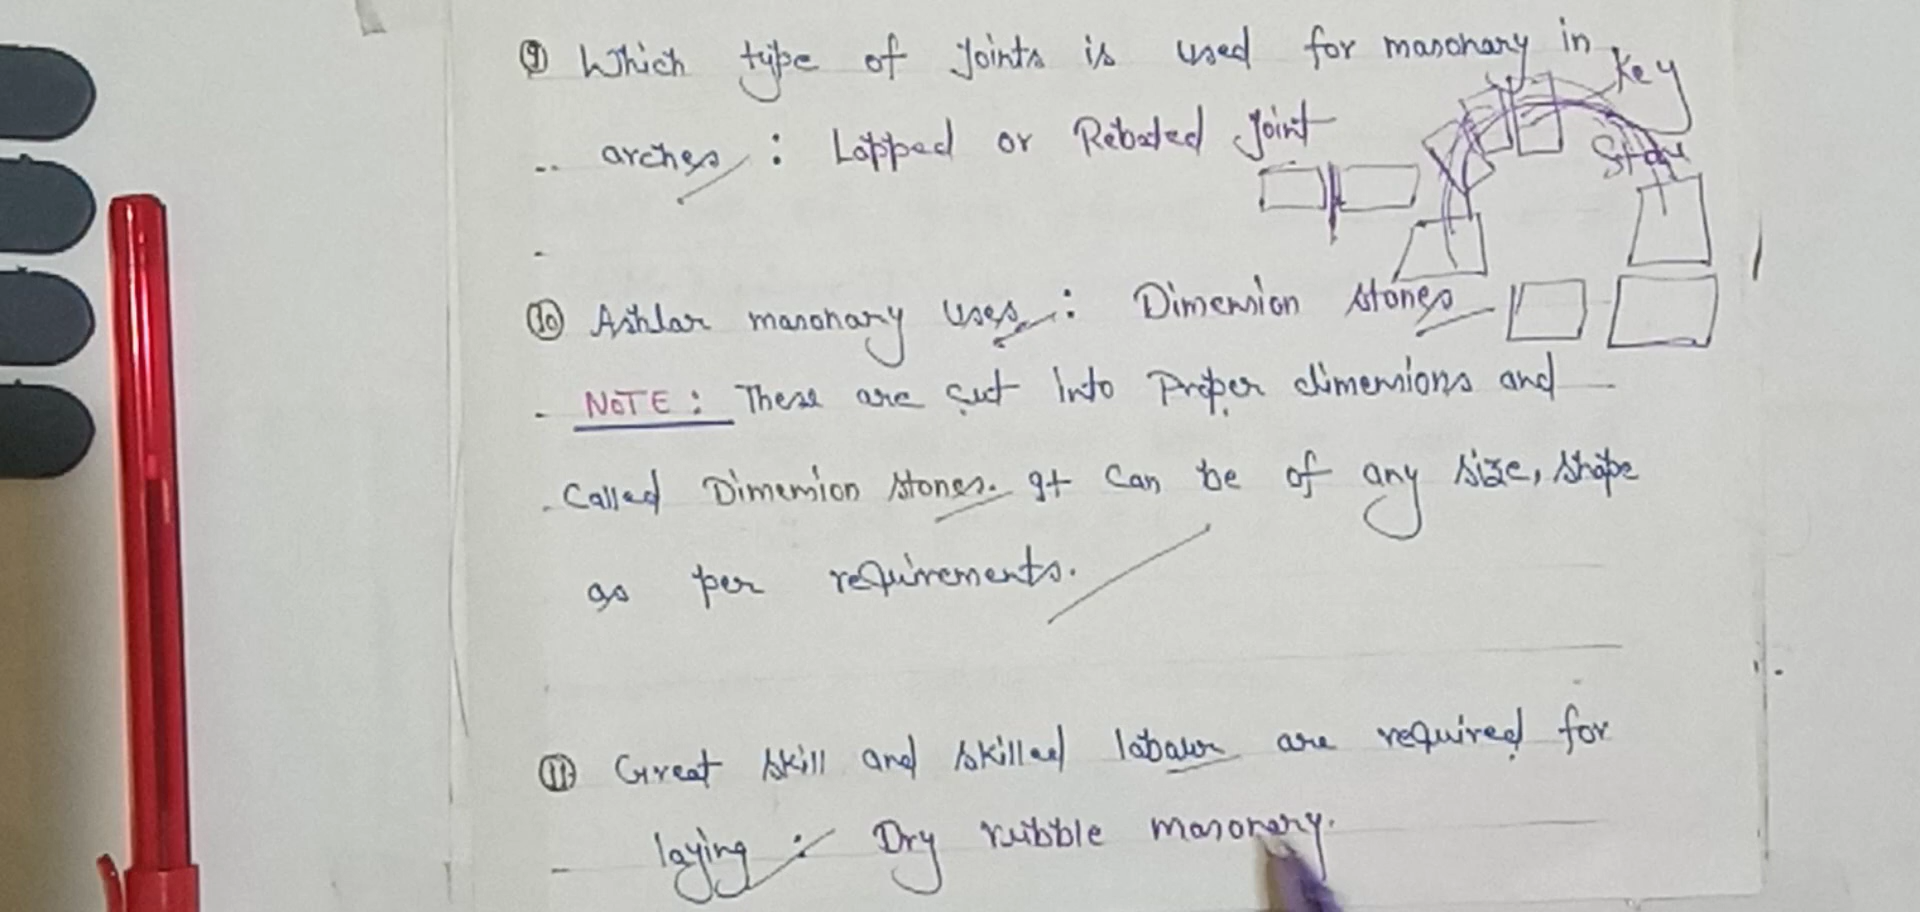 ⑨ Which type of Joints is used for masonary in
arches : Lapped or Rebated Joint
Key
Stone
⑩ Ashlar masonary uses : Dimension stones
NOTE : These are cut into Proper dimensions and
Called Dimension stones. It can be of any size, shape
as per requirements.
⑪ Great skill and skilled labour are required for
laying : Dry rubble masonary.